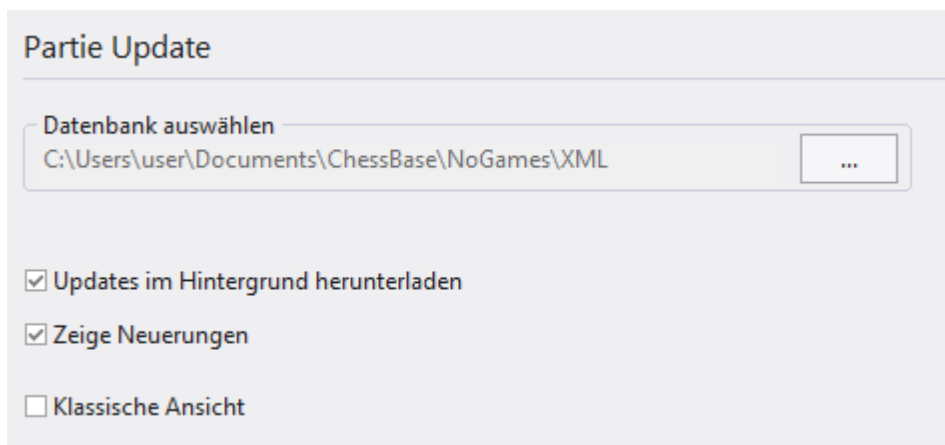 Partie Update
Datenbank auswählen
C:\Users\user\Documents\ChessBase\NoGames\XML
...
Updates im Hintergrund herunterladen
Zeige Neuerungen
Klassische Ansicht